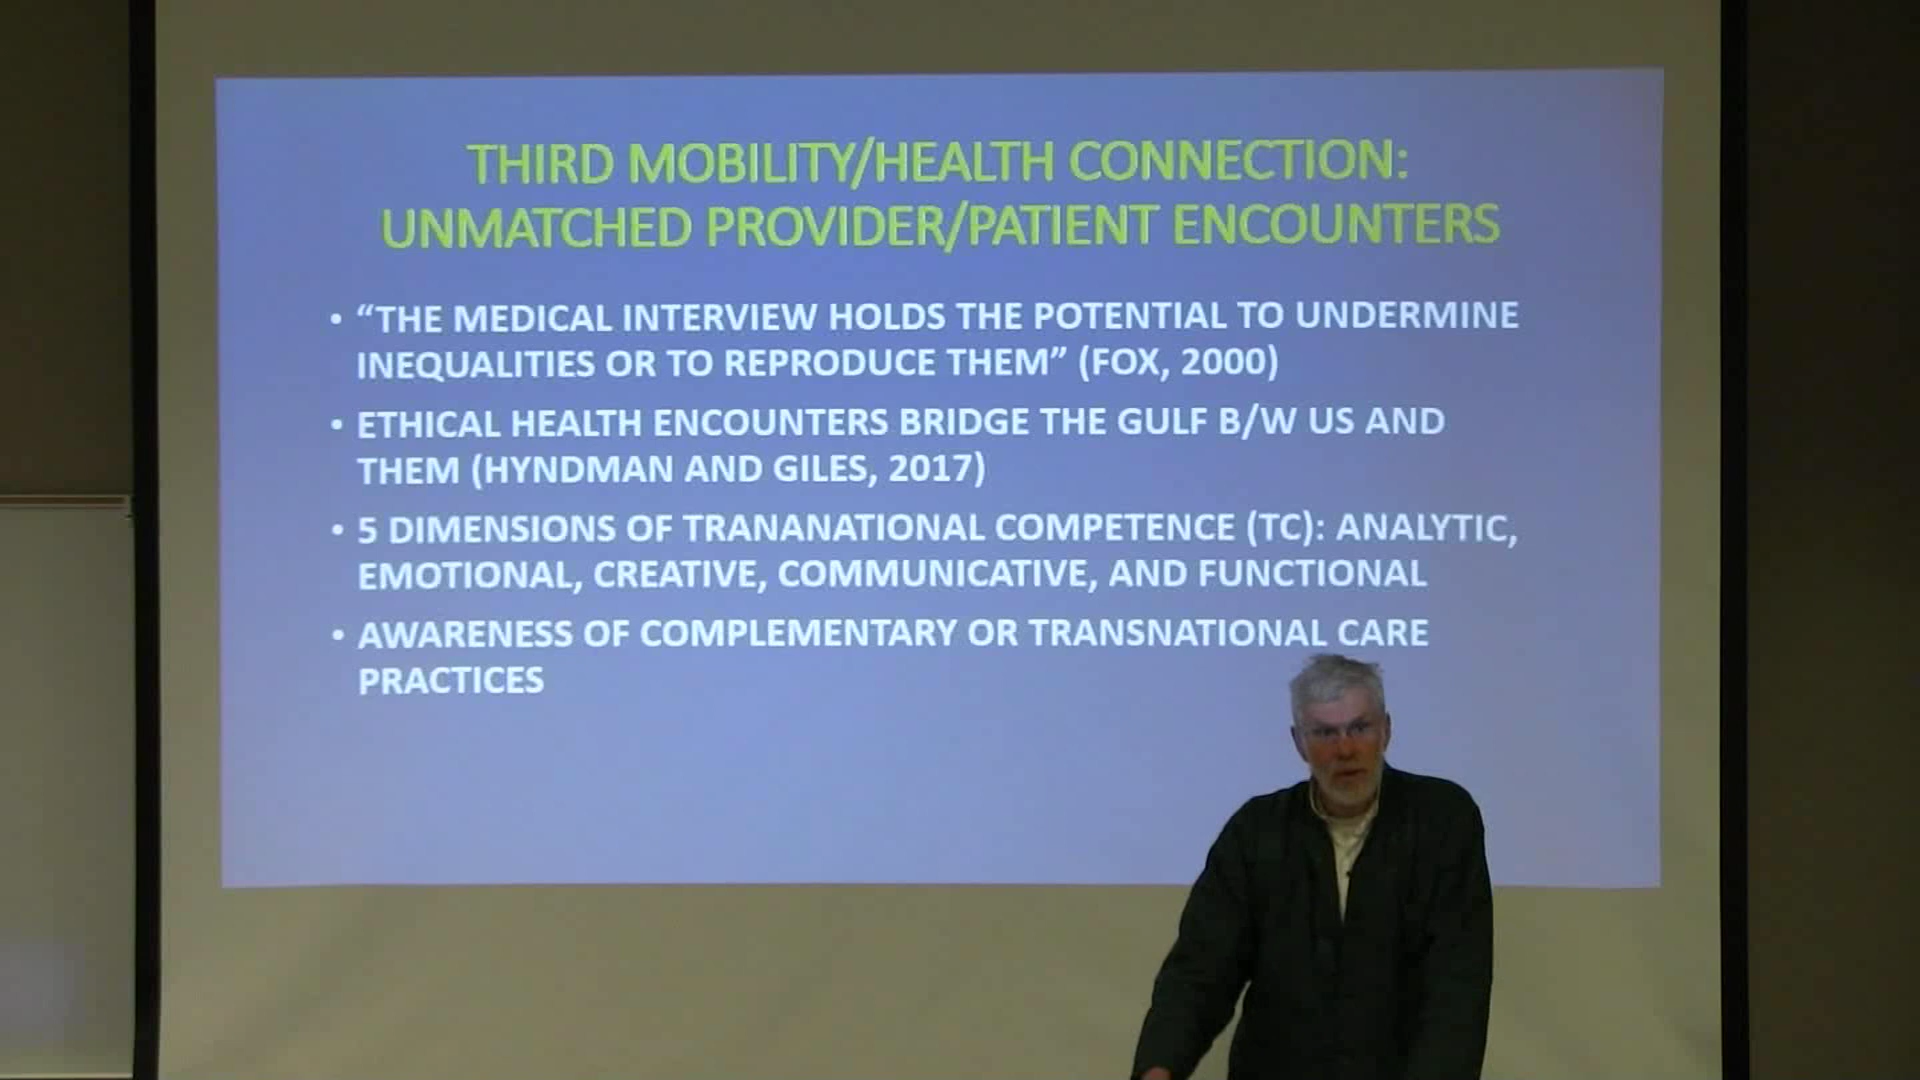 THIRD MOBILITY/HEALTH CONNECTION:
UNMATCHED PROVIDER/PATIENT ENCOUNTERS
• “THE MEDICAL INTERVIEW HOLDS THE POTENTIAL TO UNDERMINE
INEQUALITIES OR TO REPRODUCE THEM” (FOX, 2000)
• ETHICAL HEALTH ENCOUNTERS BRIDGE THE GULF B/W US AND
THEM (HYNDMAN AND GILES, 2017)
• 5 DIMENSIONS OF TRANANATIONAL COMPETENCE (TC): ANALYTIC,
EMOTIONAL, CREATIVE, COMMUNICATIVE, AND FUNCTIONAL
• AWARENESS OF COMPLEMENTARY OR TRANSNATIONAL CARE
PRACTICES